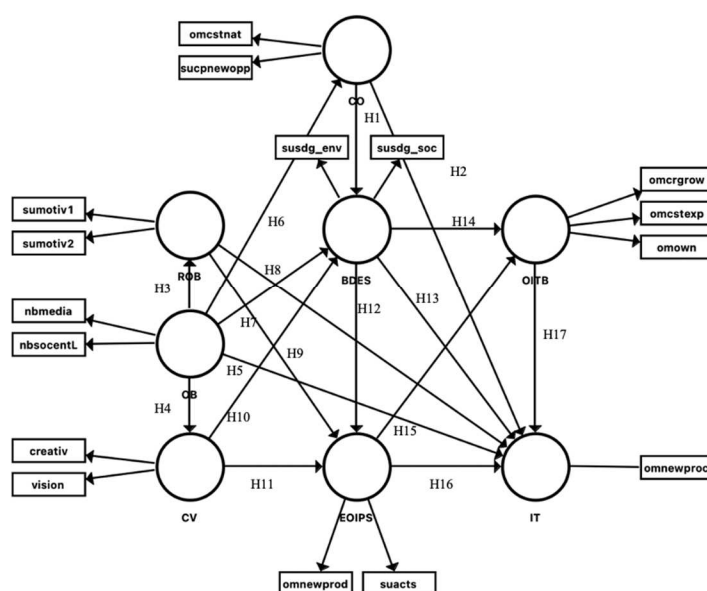 omcstnat
sucpnewopp
CO
H1
susdg_env
susdg_soc
H2
omcrgrow
sumotiv1
omcstexp
sumotiv2
H6
H14
omown
ROB
BDES
OITB
H3
H8
H12
H13
nbmedia
H7
H17
nbsocentL
H9
H5
OB
H4
H10
H15
creativ
vision
H11
H16
omnewproc
CV
EOIPS
IT
omnewprod
suacts